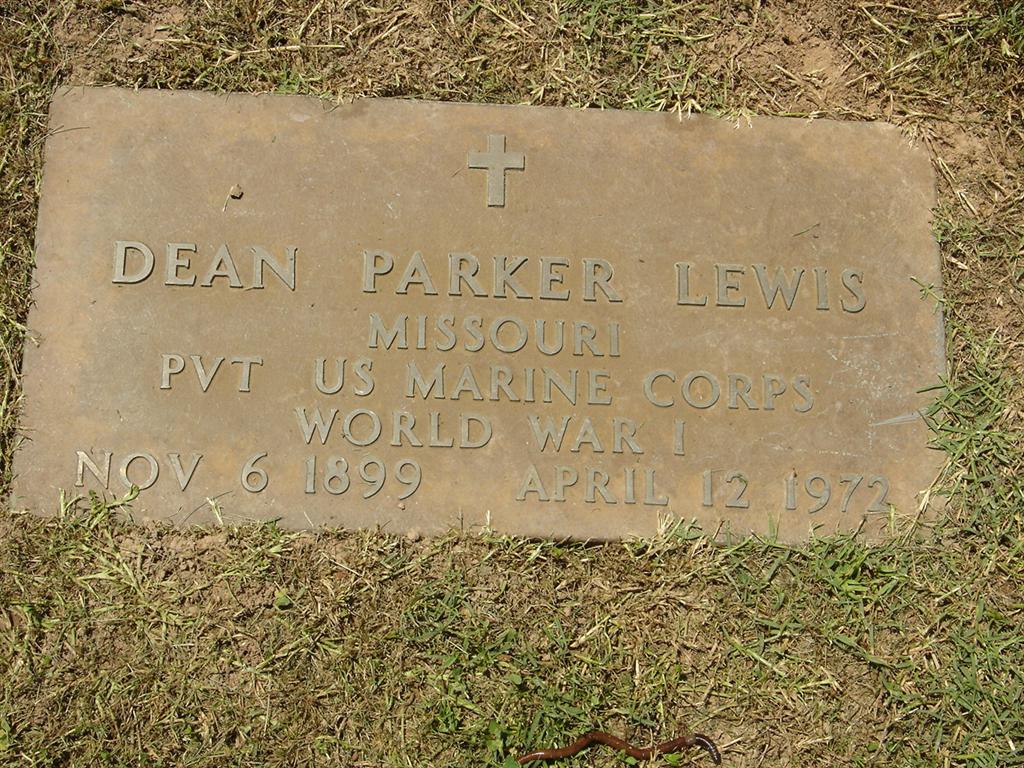 DEAN PARKER LEWIS
MISSOURI
PVT US MARINE CORPS
WORLD WAR I
NOV 6 1899 APRIL 12 1972